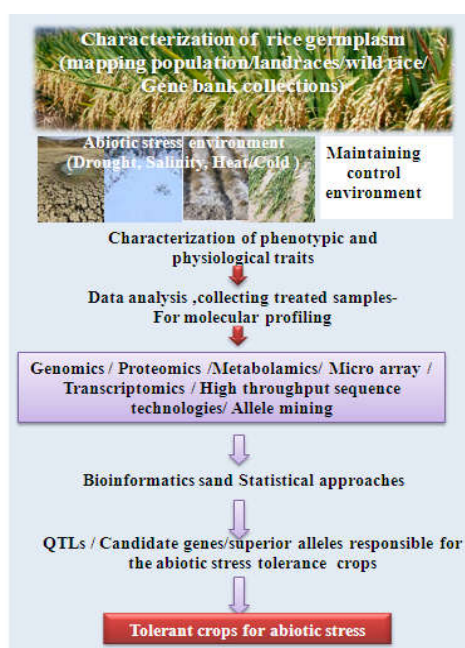 Characterization of rice germplasm
(mapping population/landraces/wild rice/
Gene bank collections)
Abiotic stress environment
(Drought, Salinity, Heat/Cold )
Maintaining
control
environment
Characterization of phenotypic and
physiological traits
Data analysis ,collecting treated samples-
For molecular profiling
Genomics / Proteomics /Metabolamics/ Micro array /
Transcriptomics / High throughput sequence
technologies/ Allele mining
Bioinformatics sand Statistical approaches
QTLs / Candidate genes/superior alleles responsible for
the abiotic stress tolerance crops
Tolerant crops for abiotic stress